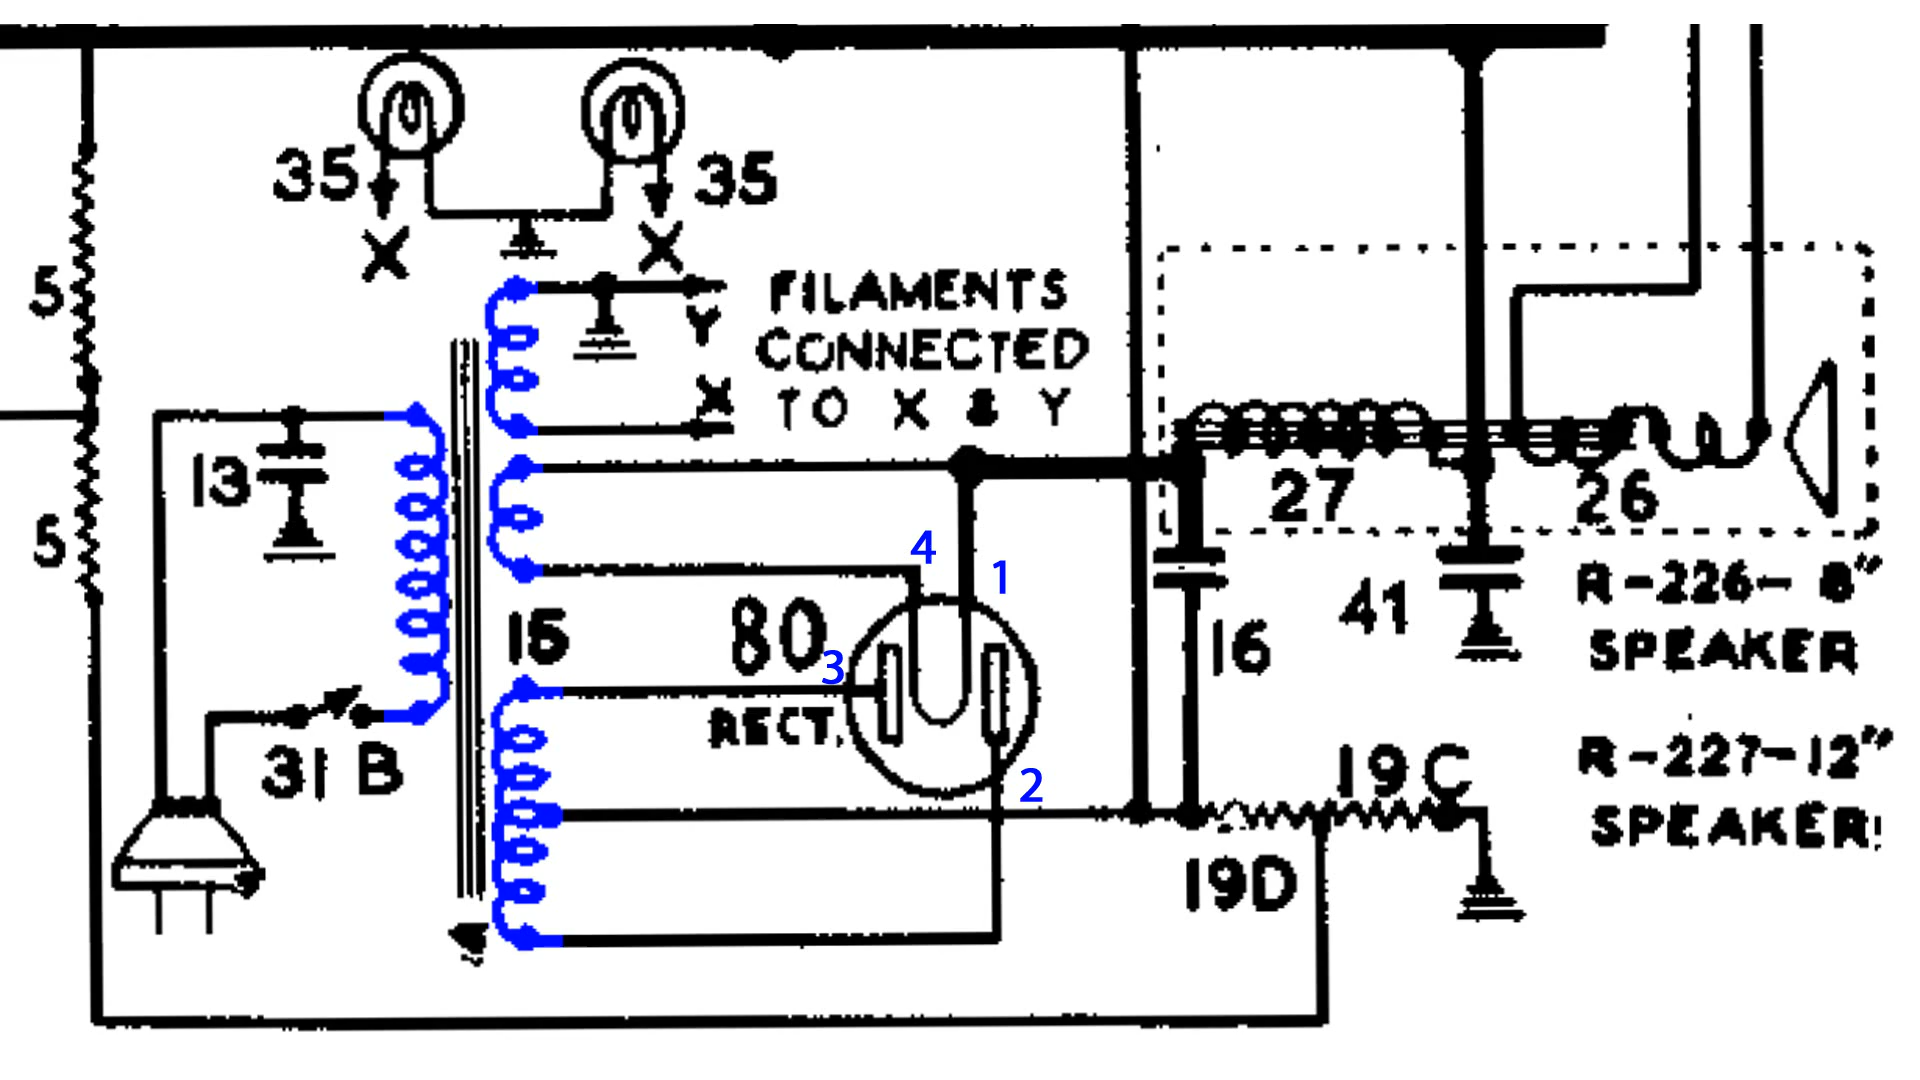 35
35
X
X
5
FILAMENTS
Y
CONNECTED
X
TO X & Y
13
27
26
5
4
1
R-226- 8"
15
80
41
16
SPEAKER
3
RECT.
31 B
2
19C
R-227-12"
SPEAKER
19D